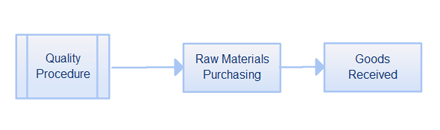 Quality
Procedure
Raw Materials
Purchasing
Goods
Received